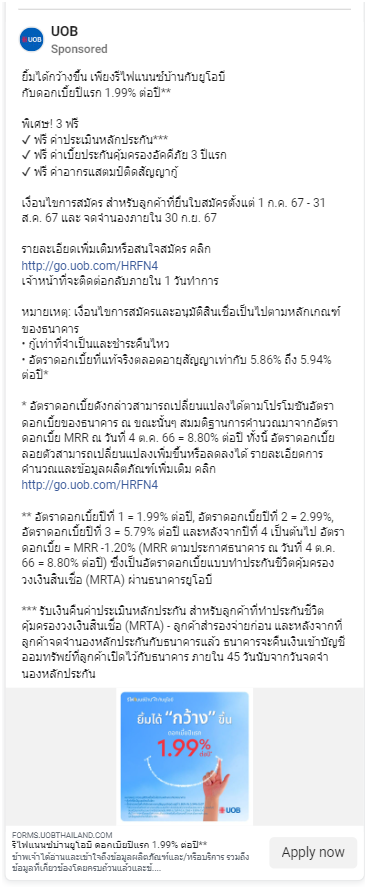 UOB
UOB
Sponsored
ยิ้มได้กว้างขึ้น เพียงรีไฟแนนซ์บ้านกับยูโอบี
กับดอกเบี้ยปีแรก 1.99% ต่อปี**
พิเศษ! 3 ฟรี
✓ ฟรี ค่าประเมินหลักประกัน***
✓ ฟรี ค่าเบี้ยประกันคุ้มครองอัคคีภัย 3 ปีแรก
✓ ฟรี ค่าอากรแสตมป์ติดสัญญากู้
เงื่อนไขการสมัคร สำหรับลูกค้าที่ยื่นใบสมัครตั้งแต่ 1 ก.ค. 67 - 31
ส.ค. 67 และ จดจำนองภายใน 30 ก.ย. 67
รายละเอียดเพิ่มเติมหรือสนใจสมัคร คลิก
http://go.uob.com/HRFN4
เจ้าหน้าที่จะติดต่อกลับภายใน 1 วันทำการ
หมายเหตุ: เงื่อนไขการสมัครและอนุมัติสินเชื่อเป็นไปตามหลักเกณฑ์
ของธนาคาร
• กู้เท่าที่จำเป็นและชำระคืนไหว
• อัตราดอกเบี้ยที่แท้จริงตลอดอายุสัญญาเท่ากับ 5.86% ถึง 5.94%
ต่อปี*
* อัตราดอกเบี้ยดังกล่าวสามารถเปลี่ยนแปลงได้ตามโปรโมชันอัตรา
ดอกเบี้ยของธนาคาร ณ ขณะนั้นๆ สมมติฐานการคำนวณมาจากอัตรา
ดอกเบี้ย MRR ณ วันที่ 4 ต.ค. 66 = 8.80% ต่อปี ทั้งนี้ อัตราดอกเบี้ย
ลอยตัวสามารถเปลี่ยนแปลงเพิ่มขึ้นหรือลดลงได้ รายละเอียดการ
คำนวณและข้อมูลผลิตภัณฑ์เพิ่มเติม คลิก
http://go.uob.com/HRFN4
** อัตราดอกเบี้ยปีที่ 1 = 1.99% ต่อปี, อัตราดอกเบี้ยปีที่ 2 = 2.99%,
อัตราดอกเบี้ยปีที่ 3 = 5.79% ต่อปี และหลังจากปีที่ 4 เป็นต้นไป อัตรา
ดอกเบี้ย = MRR -1.20% (MRR ตามประกาศธนาคาร ณ วันที่ 4 ต.ค.
66 = 8.80% ต่อปี) ซึ่งเป็นอัตราดอกเบี้ยแบบทำประกันชีวิตคุ้มครอง
วงเงินสินเชื่อ (MRTA) ผ่านธนาคารยูโอบี
*** รับเงินคืนค่าประเมินหลักประกัน สำหรับลูกค้าที่ทำประกันชีวิต
คุ้มครองวงเงินสินเชื่อ (MRTA) - ลูกค้าสำรองจ่ายก่อน และหลังจากที่
ลูกค้าจดจำนองหลักประกันกับธนาคารแล้ว ธนาคารจะคืนเงินเข้าบัญชี
ออมทรัพย์ที่ลูกค้าเปิดไว้กับธนาคาร ภายใน 45 วันนับจากวันจดจำ
นองหลักประกัน
รีไฟแนนซ์บ้านกับยูโอบี
ยิ้มได้ "กว้าง" ขึ้น
ดอกเบี้ยปีแรก
1.99% ต่อปี
UOB
FORMS.UOBTHAILAND.COM
รีไฟแนนซ์บ้านยูโอบี ดอกเบี้ยปีแรก 1.99% ต่อปี**
ข้าพเจ้าได้อ่านและเข้าใจถึงข้อมูลผลิตภัณฑ์และ/หรือบริการ รวมถึง
ข้อมูลที่เกี่ยวข้องโดยครบถ้วนแล้วและข้....
Apply now